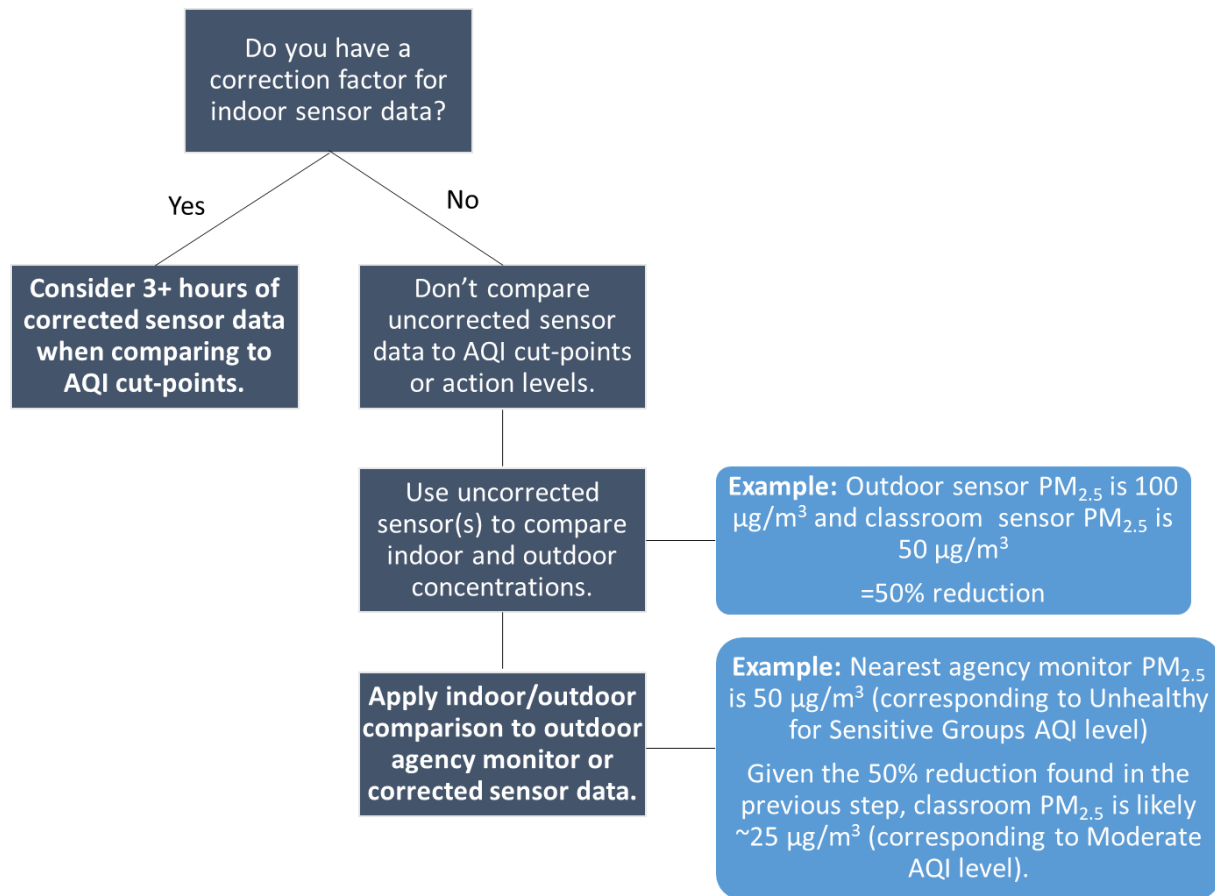 Do you have a
correction factor for
indoor sensor data?
Yes
No
Consider 3+ hours of
corrected sensor data
when comparing to
AQI cut-points.
Don’t compare
uncorrected sensor
data to AQI cut-points
or action levels.
Use uncorrected
sensor(s) to compare
indoor and outdoor
concentrations.
Example: Outdoor sensor PM₂.₅ is 100
µg/m³ and classroom  sensor PM₂.₅ is
50 µg/m³
=50% reduction
Apply indoor/outdoor
comparison to outdoor
agency monitor or
corrected sensor data.
Example: Nearest agency monitor PM₂.₅
is 50 µg/m³ (corresponding to Unhealthy
for Sensitive Groups AQI level)
Given the 50% reduction found in the
previous step, classroom PM₂.₅ is likely
~25 µg/m³ (corresponding to Moderate
AQI level).